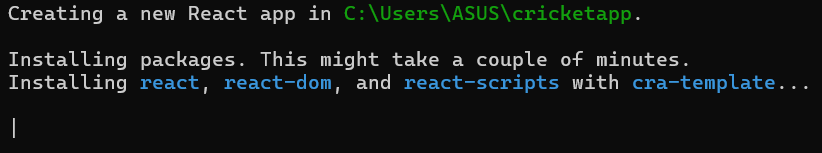 Creating a new React app in C:\Users\ASUS\cricketapp.
Installing packages. This might take a couple of minutes.
Installing react, react-dom, and react-scripts with cra-template...